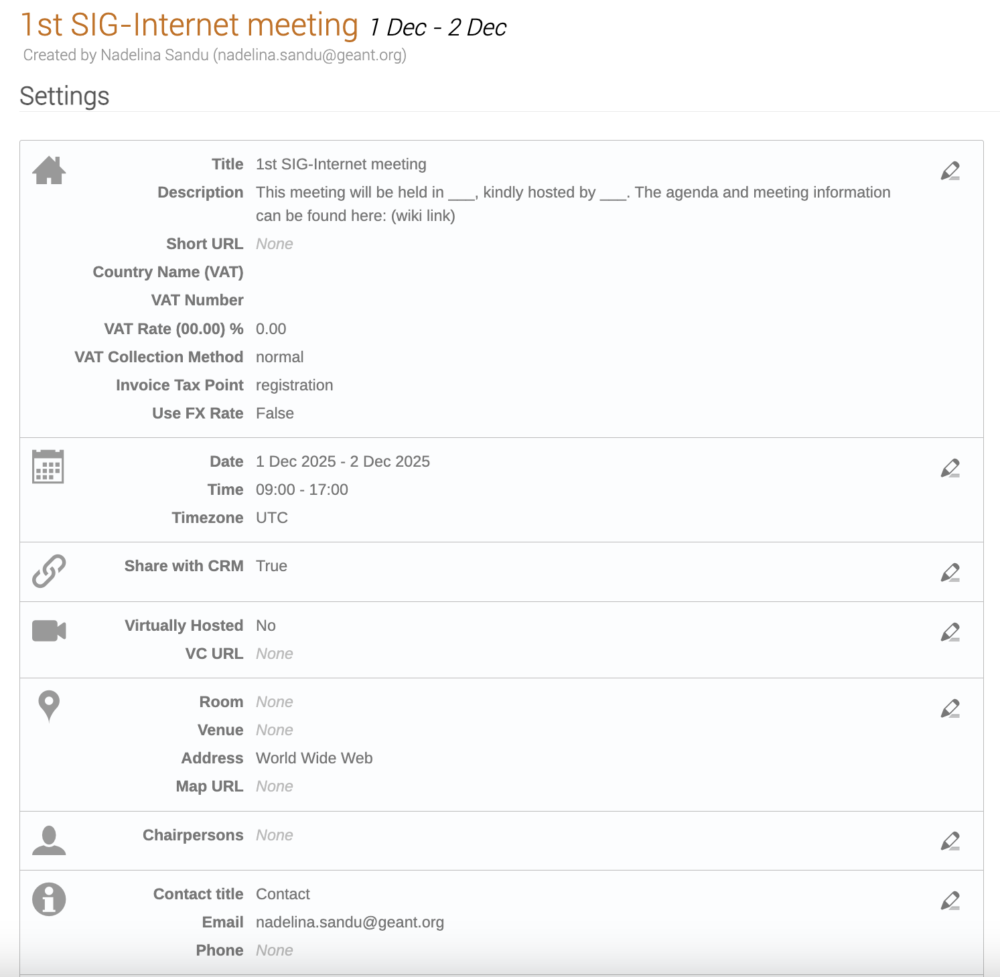 1st SIG-Internet meeting 1 Dec - 2 Dec
Created by Nadelina Sandu (nadelina.sandu@geant.org)
Settings
Title 1st SIG-Internet meeting
Description This meeting will be held in ___, kindly hosted by ___. The agenda and meeting information
can be found here: (wiki link)
Short URL None
Country Name (VAT)
VAT Number
VAT Rate (00.00) % 0.00
VAT Collection Method normal
Invoice Tax Point registration
Use FX Rate False
Date 1 Dec 2025 - 2 Dec 2025
Time 09:00 - 17:00
Timezone UTC
Share with CRM True
Virtually Hosted No
VC URL None
Room None
Venue None
Address World Wide Web
Map URL None
Chairpersons None
Contact title Contact
Email nadelina.sandu@geant.org
Phone None